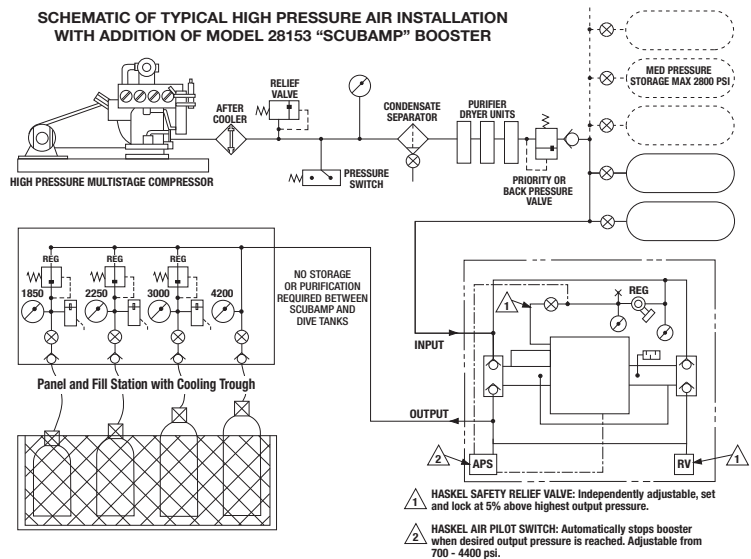 SCHEMATIC OF TYPICAL HIGH PRESSURE AIR INSTALLATION
WITH ADDITION OF MODEL 28153 “SCUBAMP” BOOSTER
RELIEF
VALVE
AFTER
COOLER
CONDENSATE
SEPARATOR
PURIFIER
DRYER UNITS
MED PRESSURE
STORAGE MAX 2800 PSI
PRESSURE
SWITCH
PRIORITY OR
BACK PRESSURE
VALVE
HIGH PRESSURE MULTISTAGE COMPRESSOR
REG
REG
REG
1850
2250
3000
4200
NO STORAGE
OR PURIFICATION
REQUIRED BETWEEN
SCUBAMP AND
DIVE TANKS
Panel and Fill Station with Cooling Trough
INPUT
OUTPUT
1
REG
2
APS
RV
1
1
HASKEL SAFETY RELIEF VALVE: Independently adjustable, set
and lock at 5% above highest output pressure.
2
HASKEL AIR PILOT SWITCH: Automatically stops booster
when desired output pressure is reached. Adjustable from
700 - 4400 psi.